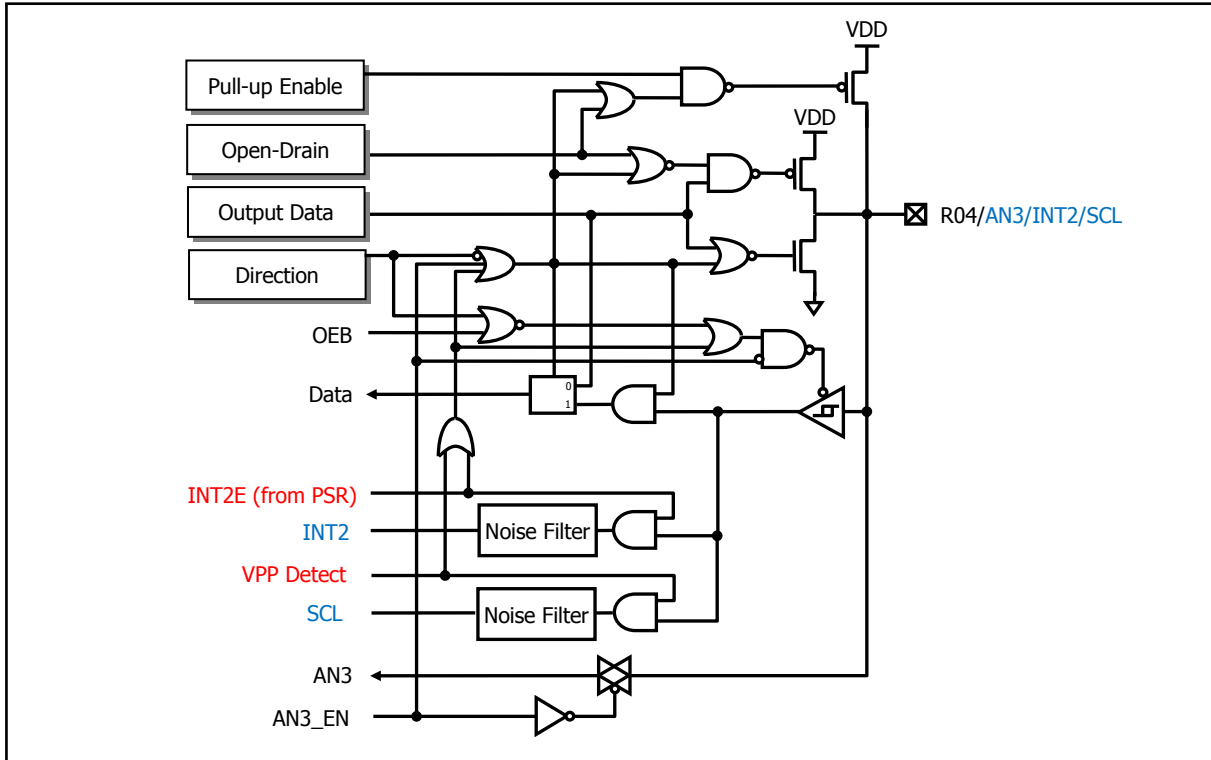 VDD
Pull-up Enable
VDD
Open-Drain
Output Data
R04/AN3/INT2/SCL
Direction
OEB
0
Data
1
INT2E (from PSR)
INT2
Noise Filter
VPP Detect
SCL
Noise Filter
AN3
AN3_EN